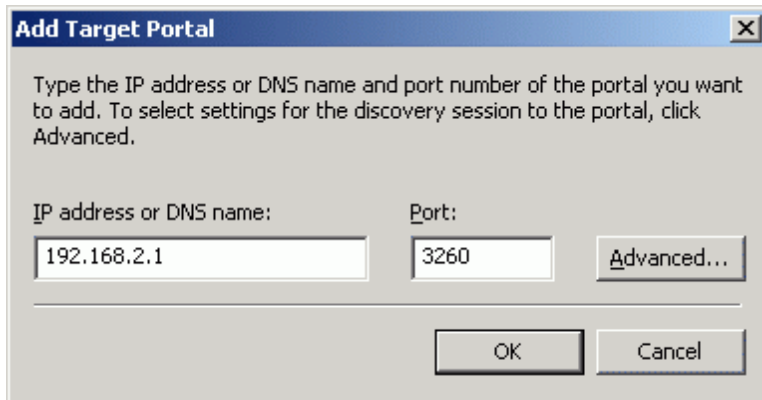 Add Target Portal
Type the IP address or DNS name and port number of the portal you want
to add. To select settings for the discovery session to the portal, click
Advanced.
IP address or DNS name: Port:
192.168.2.1 3260 Advanced...
OK Cancel